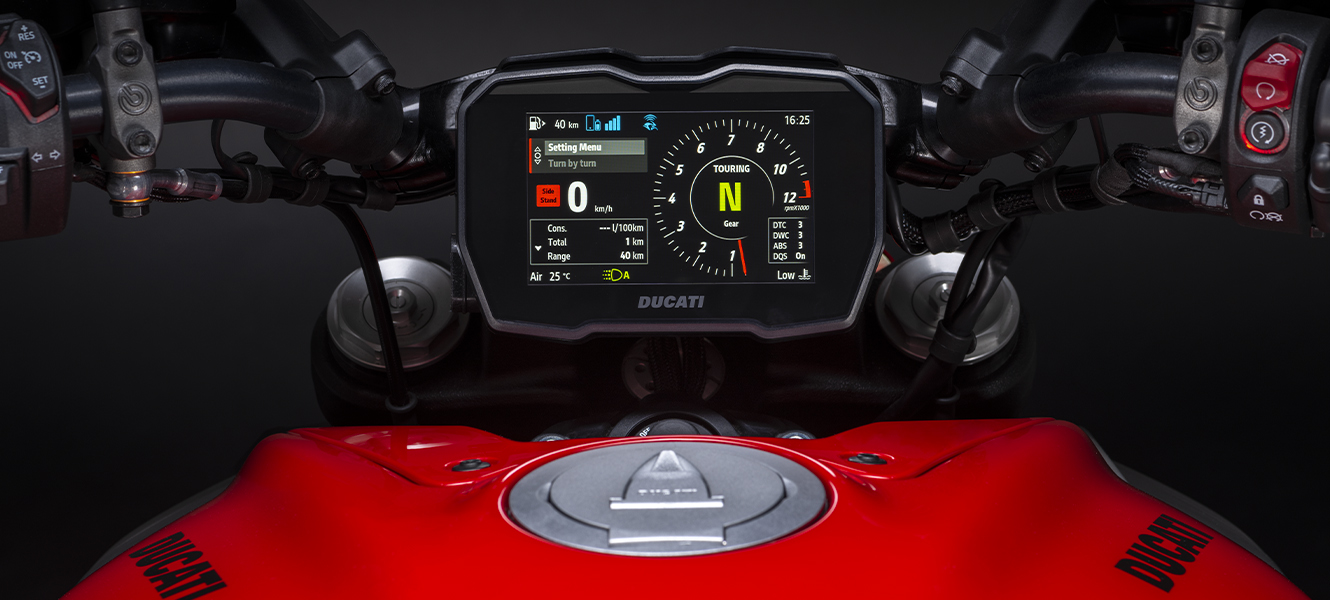 +
RES
ON
OFF
SET
40 km
16:25
Setting Menu
Turn by turn
Side
Stand
0 km/h
Cons. --- l/100km
Total 1 km
Range 40 km
Air 25 °C
A
TOURING
N
Gear
1
2
3
4
5
6
7
8
10
12
rpmX1000
DTC 3
DWC 3
ABS 3
DQS On
Low
DUCATI
OFF
DUCATI
DUCATI
DUCATI